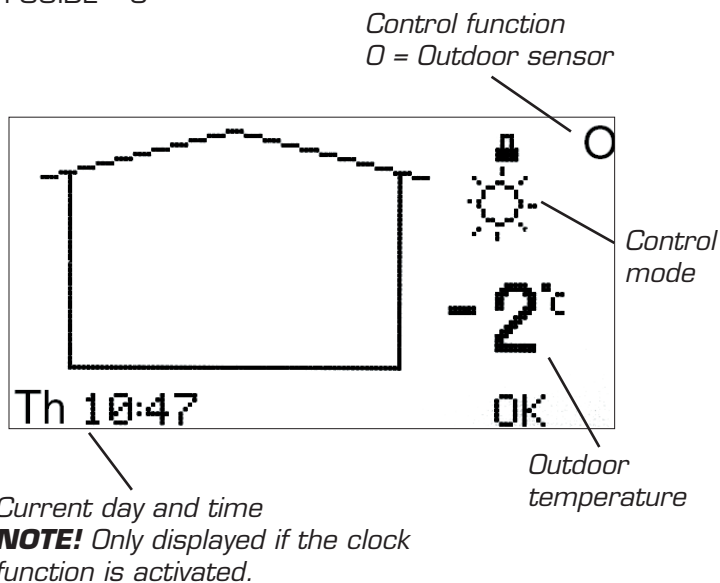 Control function
O = Outdoor sensor
O
Control
mode
-2°C
Th 10:47
OK
Outdoor
temperature
Current day and time
NOTE! Only displayed if the clock
function is activated.